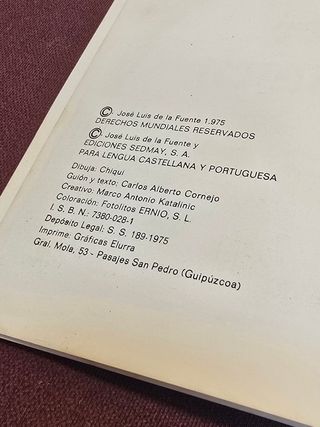 © José Luis de la Fuente 1.975
DERECHOS MUNDIALES RESERVADOS
© José Luis de la Fuente y
EDICIONES SEDMAY, S. A.
PARA LENGUA CASTELLANA Y PORTUGUESA
Dibuja: Chiqui
Guión y texto: Carlos Alberto Cornejo
Creativo: Marco Antonio Katalinic
Coloración: Fotolitos ERNIO, S. L.
I. S. B. N.: 7380-028-1
Depósito Legal: S. S. 189-1975
Imprime: Gráficas Elurra
Gral. Mola, 53 - Pasajes San Pedro (Guipúzcoa)